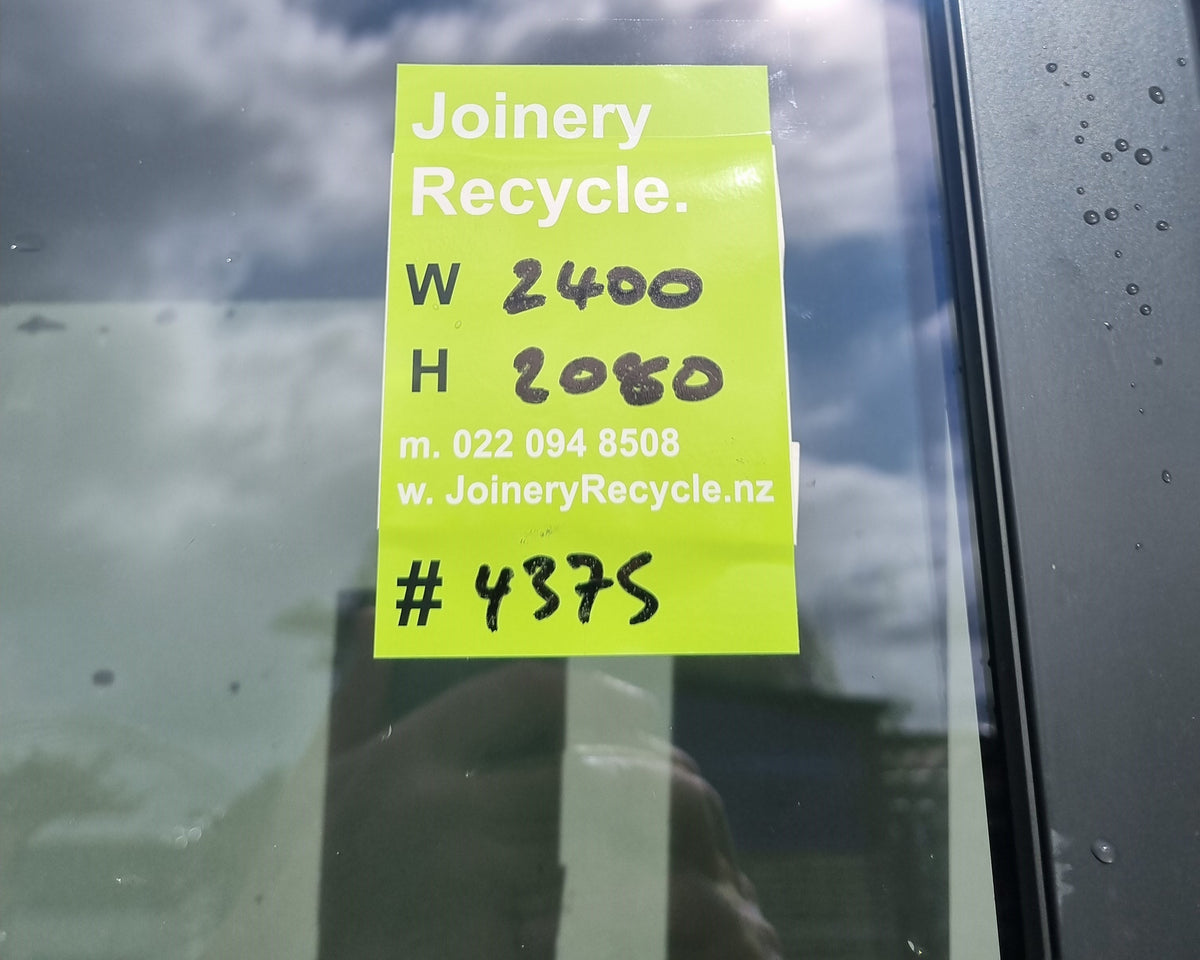 Joinery
Recycle.
W 2400
H 2080
m. 022 094 8508
w. JoineryRecycle.nz
# 4375